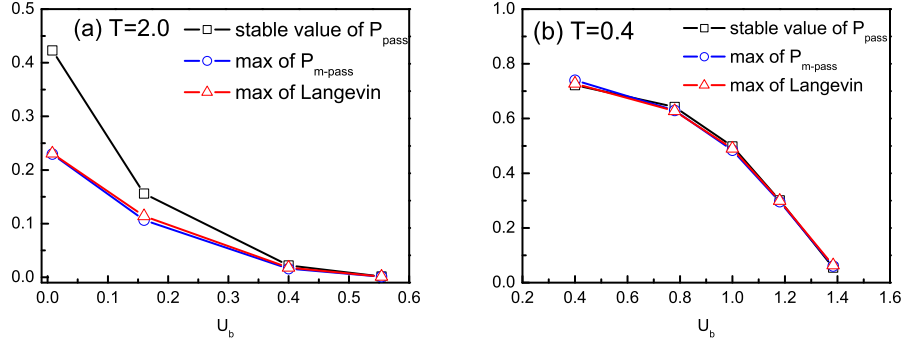 (a) T=2.0
stable value of P_pass
max of P_m-pass
max of Langevin
0.5
0.4
0.3
0.2
0.1
0.0
0.0 0.1 0.2 0.3 0.4 0.5 0.6
U_b
(b) T=0.4
stable value of P_pass
max of P_m-pass
max of Langevin
1.0
0.8
0.6
0.4
0.2
0.0
0.2 0.4 0.6 0.8 1.0 1.2 1.4 1.6
U_b